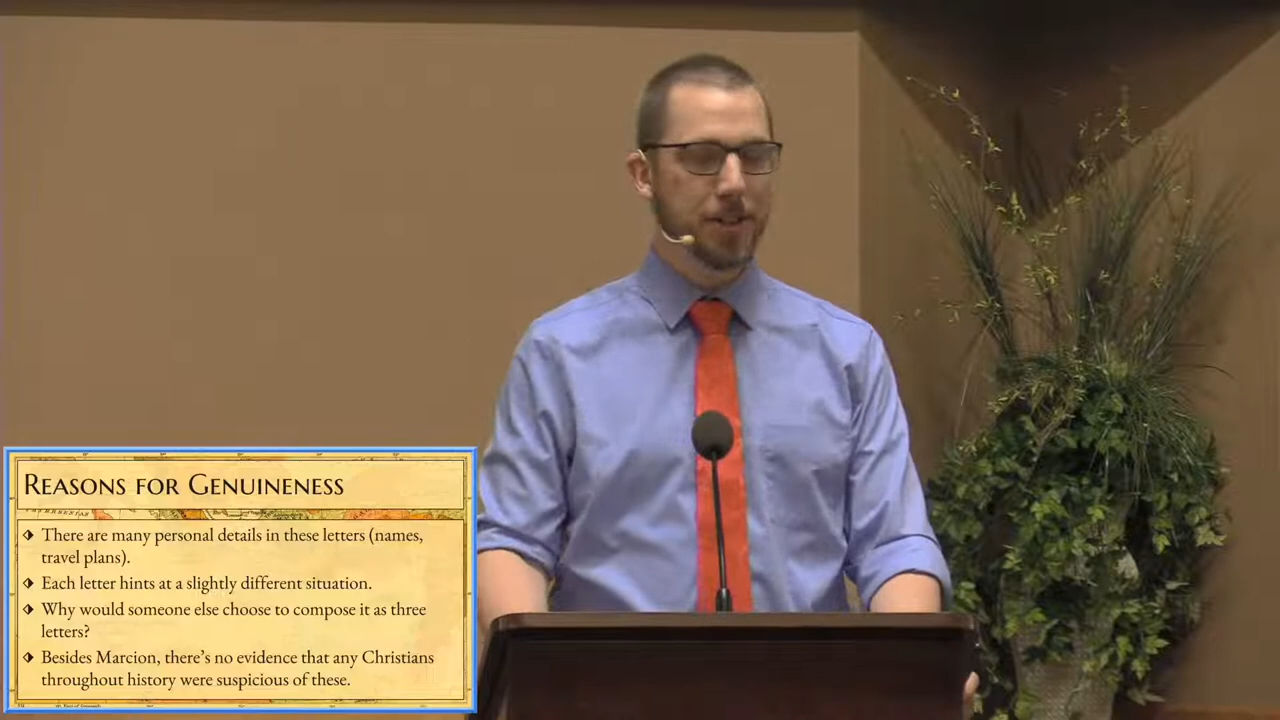 Reasons for Genuineness
There are many personal details in these letters (names,
travel plans).
Each letter hints at a slightly different situation.
Why would someone else choose to compose it as three
letters?
Besides Marcion, there's no evidence that any Christians
throughout history were suspicious of these.